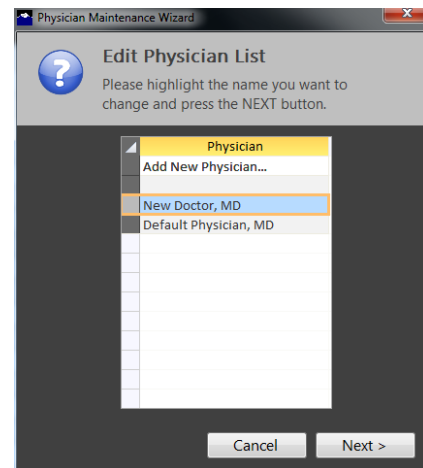 Physician Maintenance Wizard
x
?
Edit Physician List
Please highlight the name you want to
change and press the NEXT button.
Physician
Add New Physician...
New Doctor, MD
Default Physician, MD
Cancel
Next >